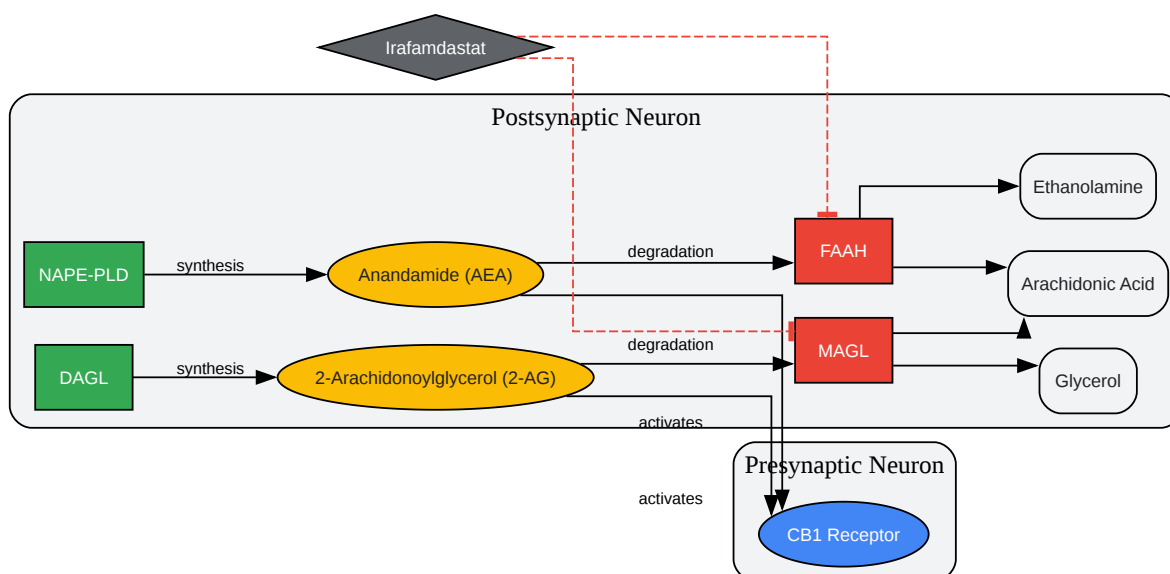 Irafamdastat
Postsynaptic Neuron
Ethanolamine
NAPE-PLD
synthesis
Anandamide (AEA)
degradation
FAAH
Arachidonic Acid
DAGL
synthesis
2-Arachidonoylglycerol (2-AG)
degradation
MAGL
Glycerol
activates
Presynaptic Neuron
activates
CB1 Receptor